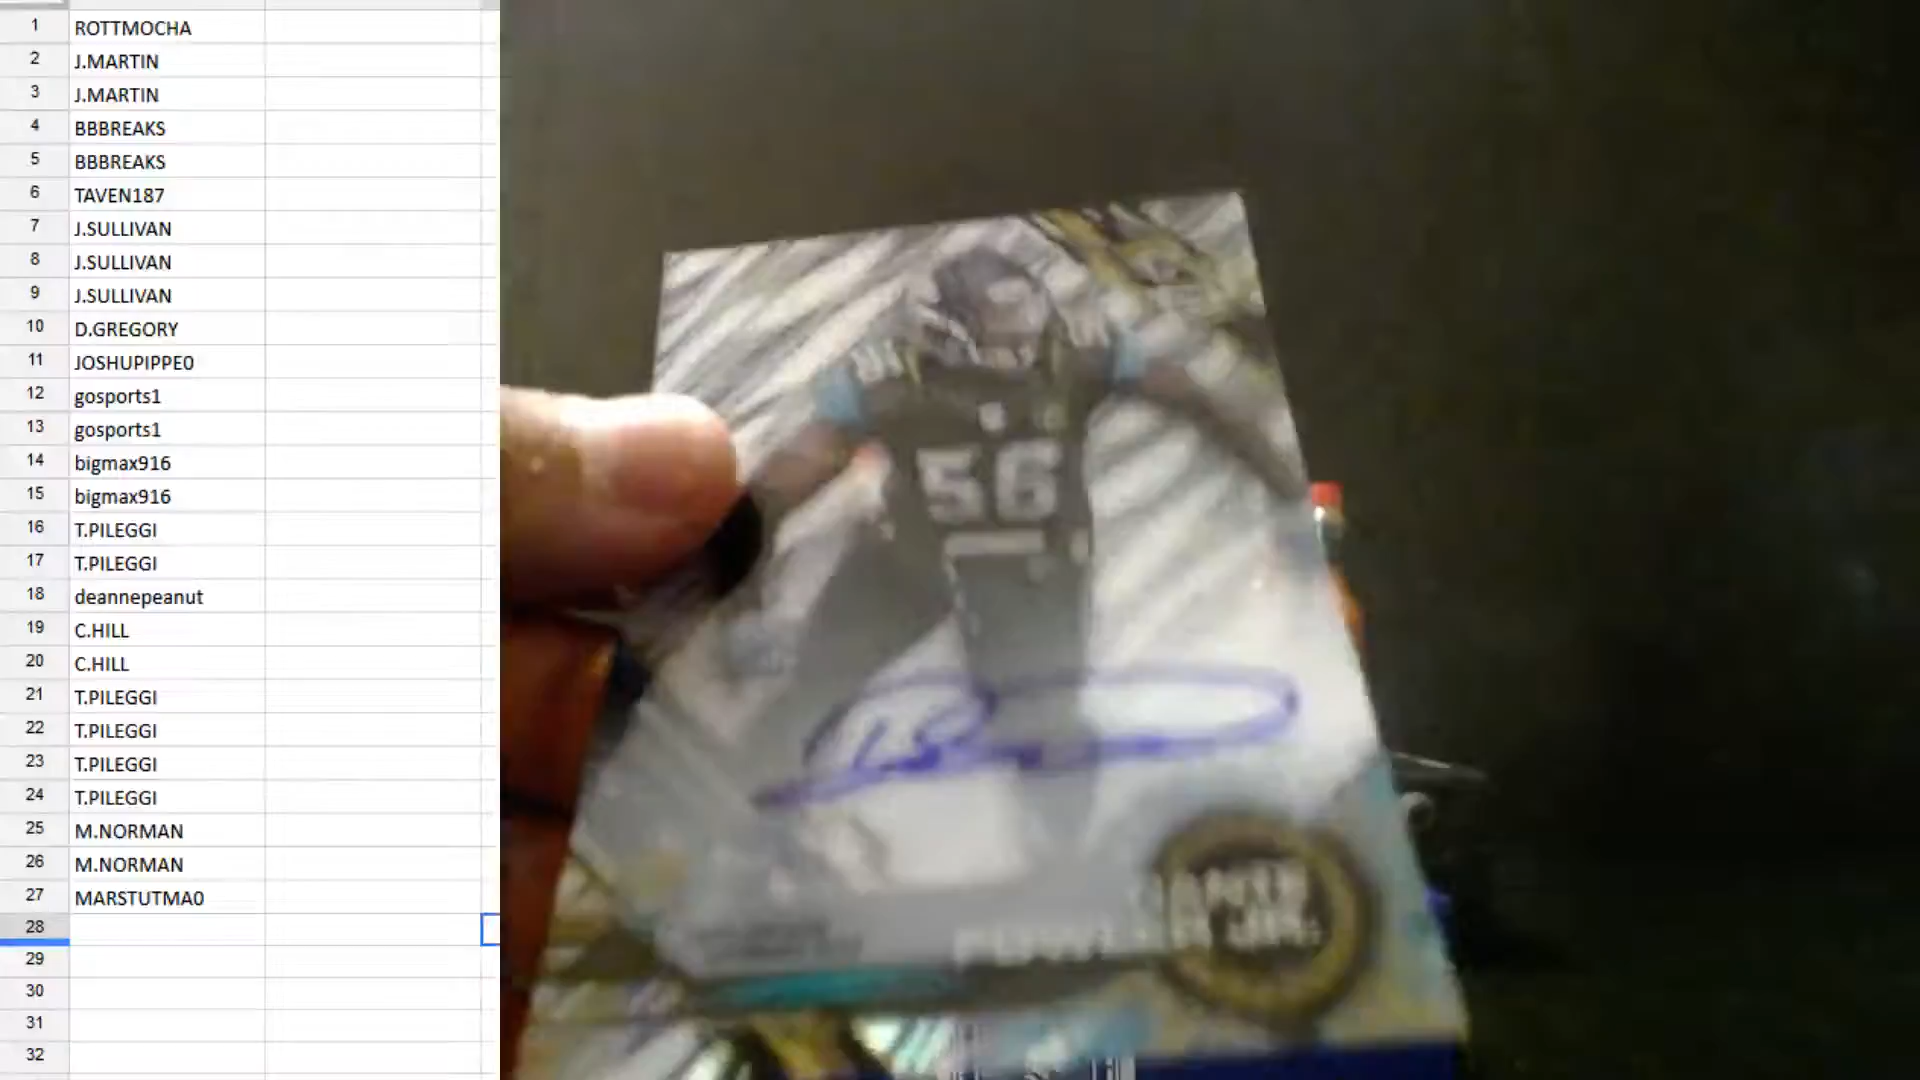 1 ROTTMOCHA
2 J.MARTIN
3 J.MARTIN
4 BBBREAKS
5 BBBREAKS
6 TAVEN187
7 J.SULLIVAN
8 J.SULLIVAN
9 J.SULLIVAN
10 D.GREGORY
11 JOSHUPIPPE0
12 gosports1
13 gosports1
14 bigmax916
15 bigmax916
16 T.PILEGGI
17 T.PILEGGI
18 deannepeanut
19 C.HILL
20 C.HILL
21 T.PILEGGI
22 T.PILEGGI
23 T.PILEGGI
24 T.PILEGGI
25 M.NORMAN
26 M.NORMAN
27 MARSTUTMA0
28
29
30
31
32
56
DANTE
FOWLER JR.